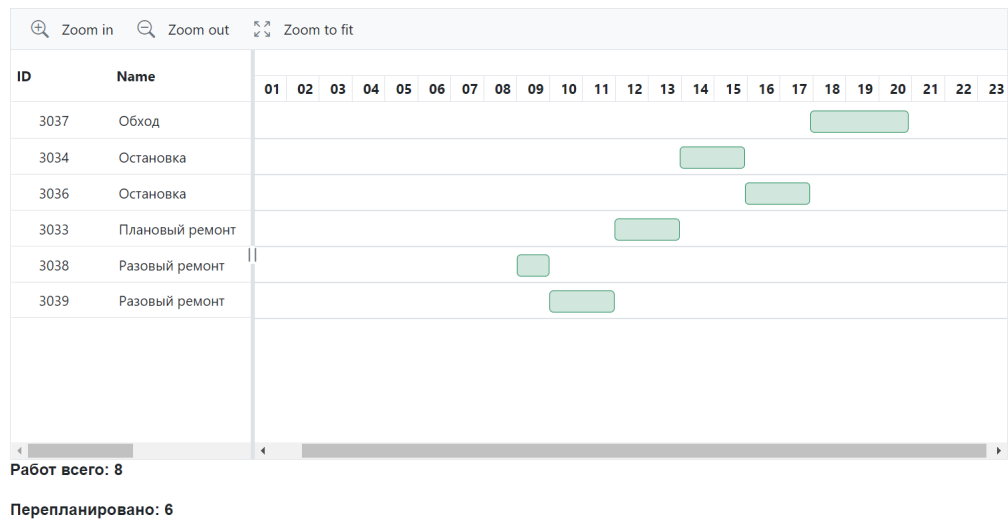 Zoom in Zoom out Zoom to fit
ID Name
01 02 03 04 05 06 07 08 09 10 11 12 13 14 15 16 17 18 19 20 21 22 23
3037 Обход
3034 Остановка
3036 Остановка
3033 Плановый ремонт
3038 Разовый ремонт
3039 Разовый ремонт
Работ всего: 8
Перепланировано: 6